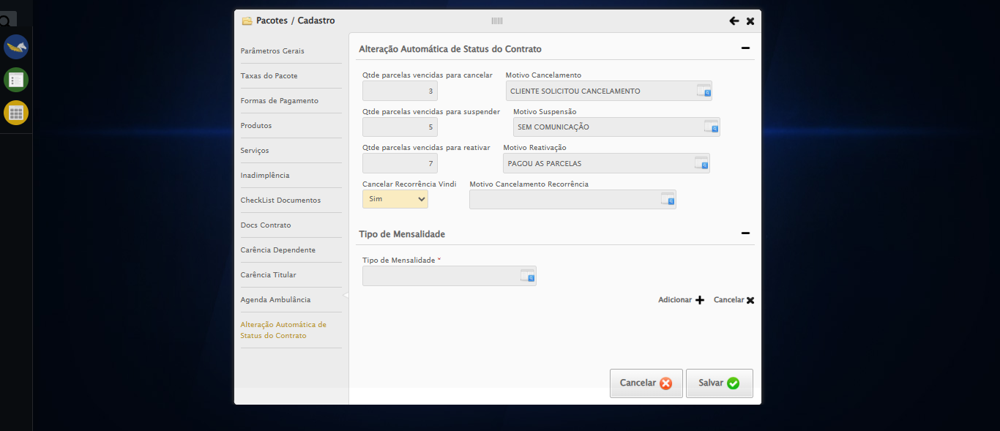 Pacotes / Cadastro
Parâmetros Gerais
Taxas do Pacote
Formas de Pagamento
Produtos
Serviços
Inadimplência
CheckList Documentos
Docs Contrato
Carência Dependente
Carência Titular
Agenda Ambulância
Alteração Automática de
Status do Contrato
Alteração Automática de Status do Contrato
Qtde parcelas vencidas para cancelar Motivo Cancelamento
3 CLIENTE SOLICITOU CANCELAMENTO
Qtde parcelas vencidas para suspender Motivo Suspensão
5 SEM COMUNICAÇÃO
Qtde parcelas vencidas para reativar Motivo Reativação
7 PAGOU AS PARCELAS
Cancelar Recorrência Vindi Motivo Cancelamento Recorrência
Sim
Tipo de Mensalidade
Tipo de Mensalidade *
Adicionar Cancelar
Cancelar Salvar